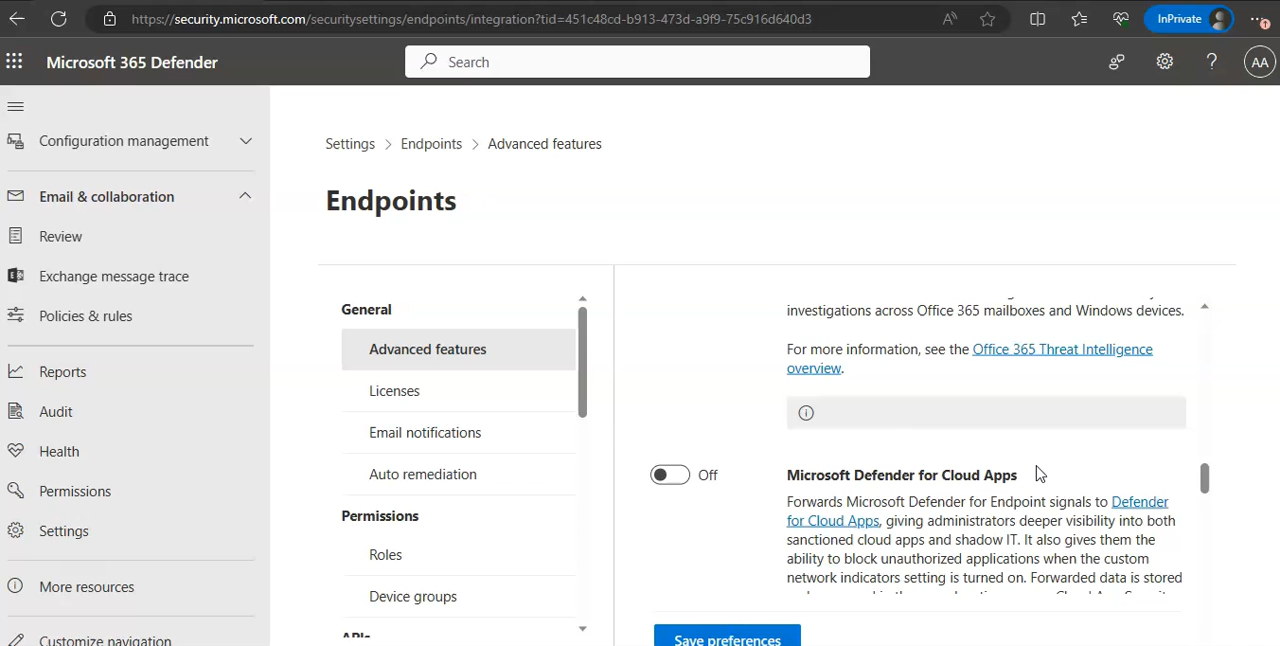 https://security.microsoft.com/securitysettings/endpoints/integration?tid=451c48cd-b913-473d-a9f9-75c916d640d3
InPrivate
Microsoft 365 Defender
Search
AA
Configuration management
Email & collaboration
Review
Exchange message trace
Policies & rules
Reports
Audit
Health
Permissions
Settings
More resources
Customize navigation
Settings > Endpoints > Advanced features
Endpoints
General
Advanced features
Licenses
Email notifications
Auto remediation
Permissions
Roles
Device groups
APIs
investigations across Office 365 mailboxes and Windows devices.
For more information, see the Office 365 Threat Intelligence
overview.
Off
Microsoft Defender for Cloud Apps
Forwards Microsoft Defender for Endpoint signals to Defender
for Cloud Apps, giving administrators deeper visibility into both
sanctioned cloud apps and shadow IT. It also gives them the
ability to block unauthorized applications when the custom
network indicators setting is turned on. Forwarded data is stored
Save preferences